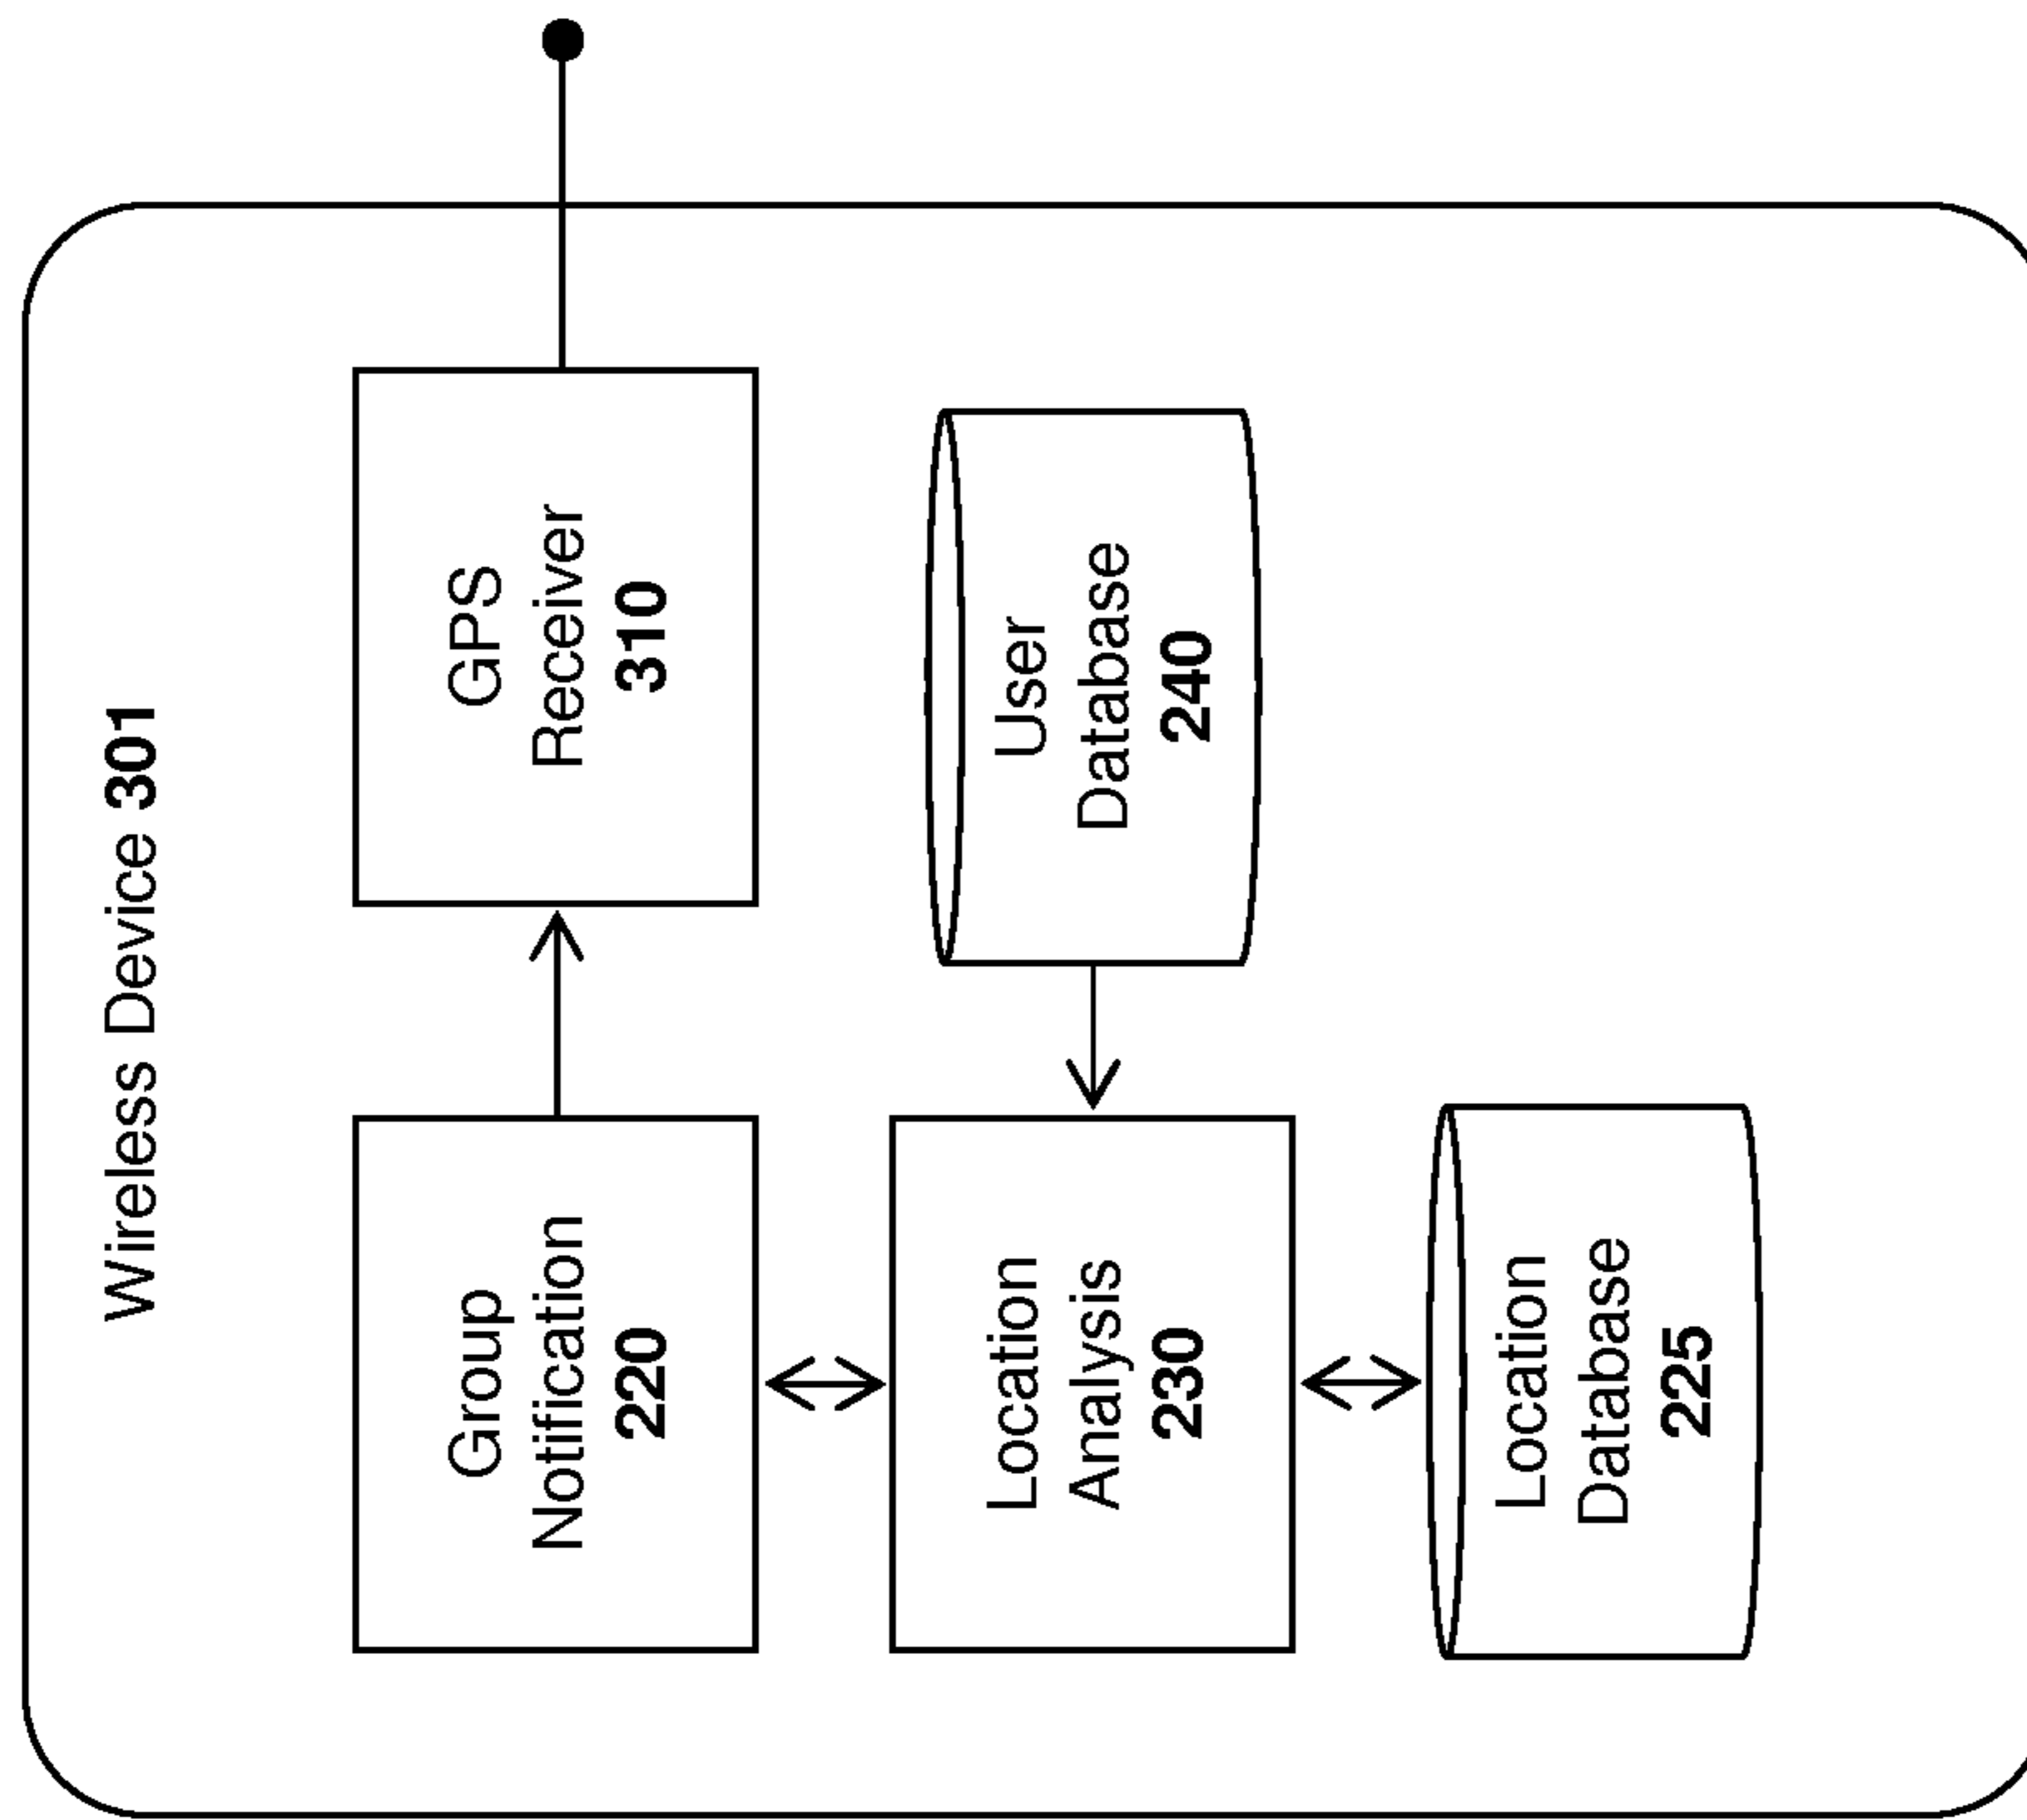 Wireless Device 301
Group
Notification
220
GPS
Receiver
310
Location
Analysis
230
User
Database
240
Location
Database
225